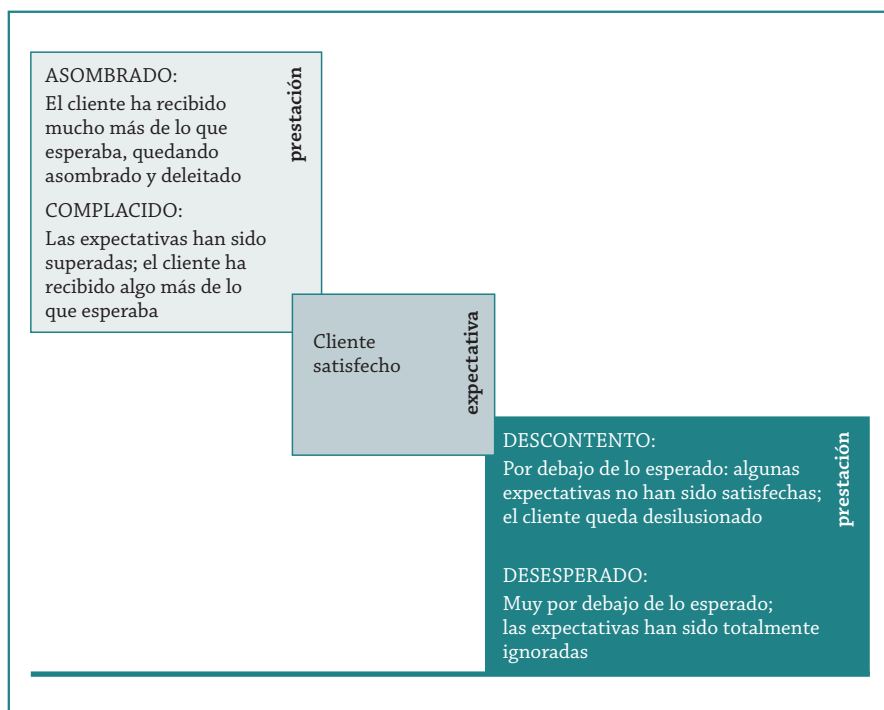 ASOMBRADO:
El cliente ha recibido
mucho más de lo que
esperaba, quedando
asombrado y deleitado
COMPLACIDO:
Las expectativas han sido
superadas; el cliente ha
recibido algo más de lo
que esperaba
prestación
Cliente
satisfecho
expectativa
DESCONTENTO:
Por debajo de lo esperado: algunas
expectativas no han sido satisfechas;
el cliente queda desilusionado
DESESPERADO:
Muy por debajo de lo esperado;
las expectativas han sido totalmente
ignoradas
prestación